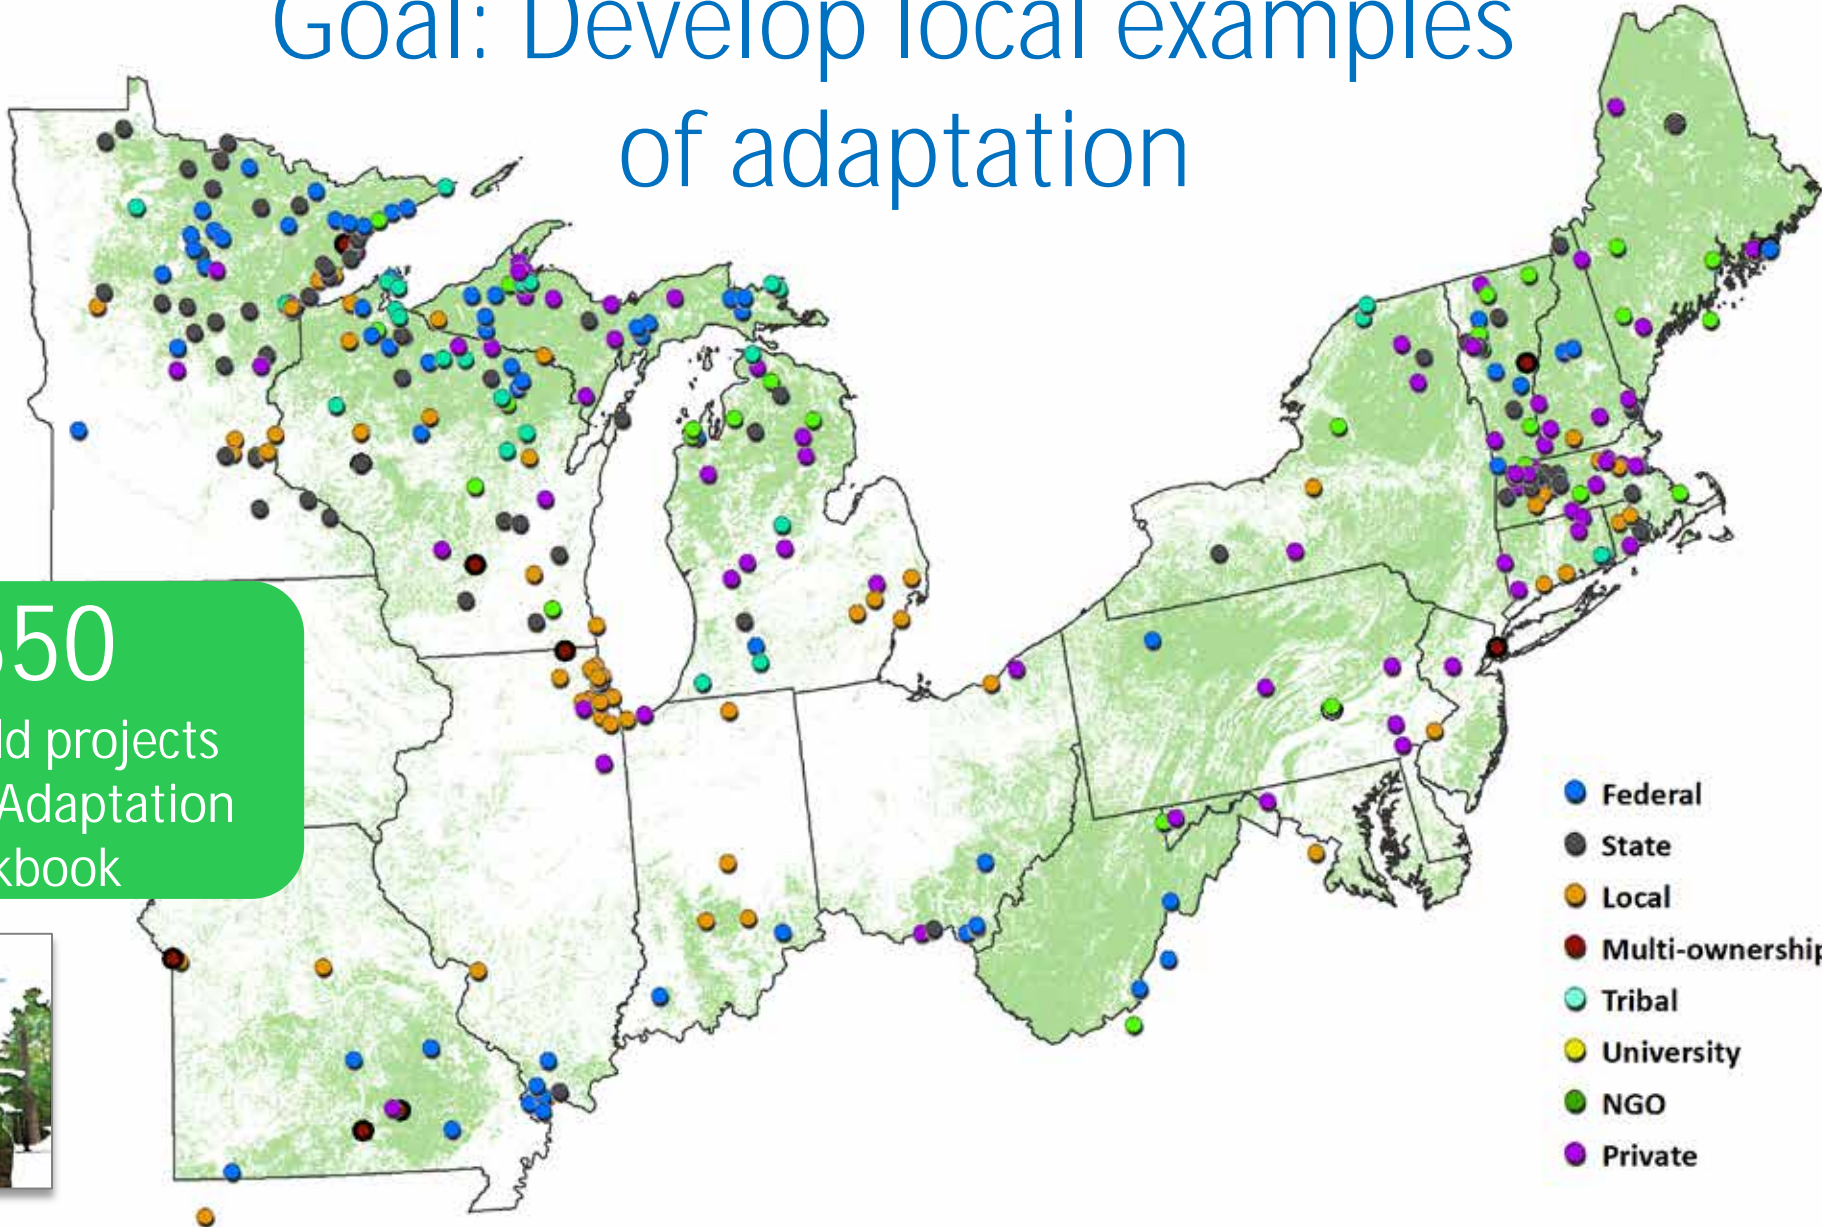 Goal: Develop local examples
of adaptation
50
ld projects
Adaptation
kbook
Federal
State
Local
Multi-ownership
Tribal
University
NGO
Private